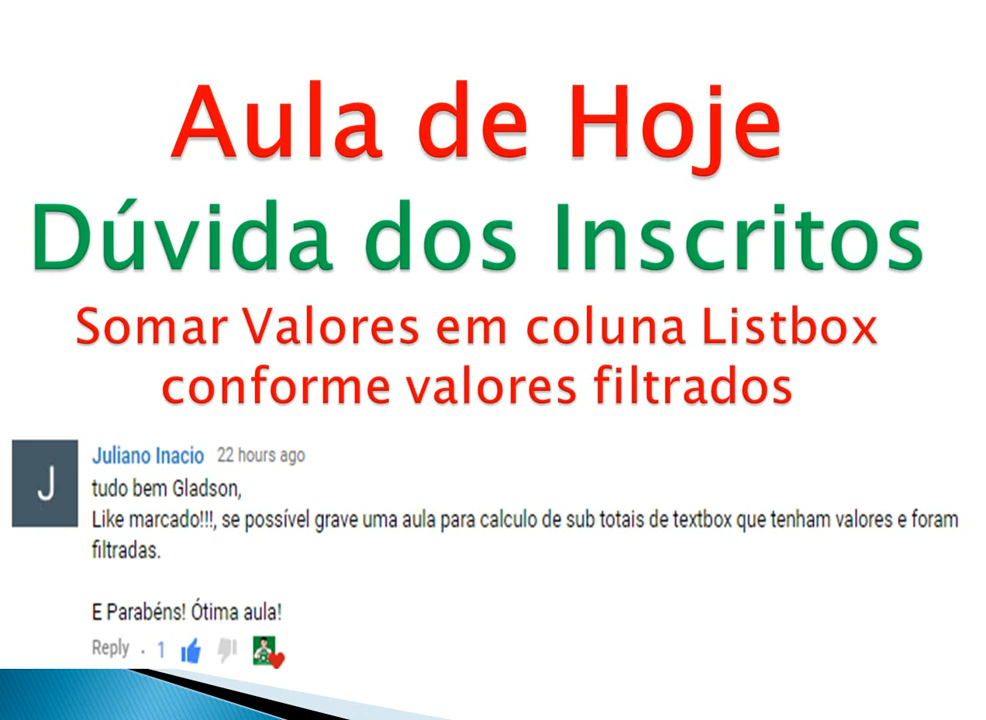 Aula de Hoje
Dúvida dos Inscritos
Somar Valores em coluna Listbox
conforme valores filtrados
J
Juliano Inacio 22 hours ago
tudo bem Gladson,
Like marcado!!!, se possível grave uma aula para calculo de sub totais de textbox que tenham valores e foram
filtradas.
E Parabéns! Ótima aula!
Reply · 1